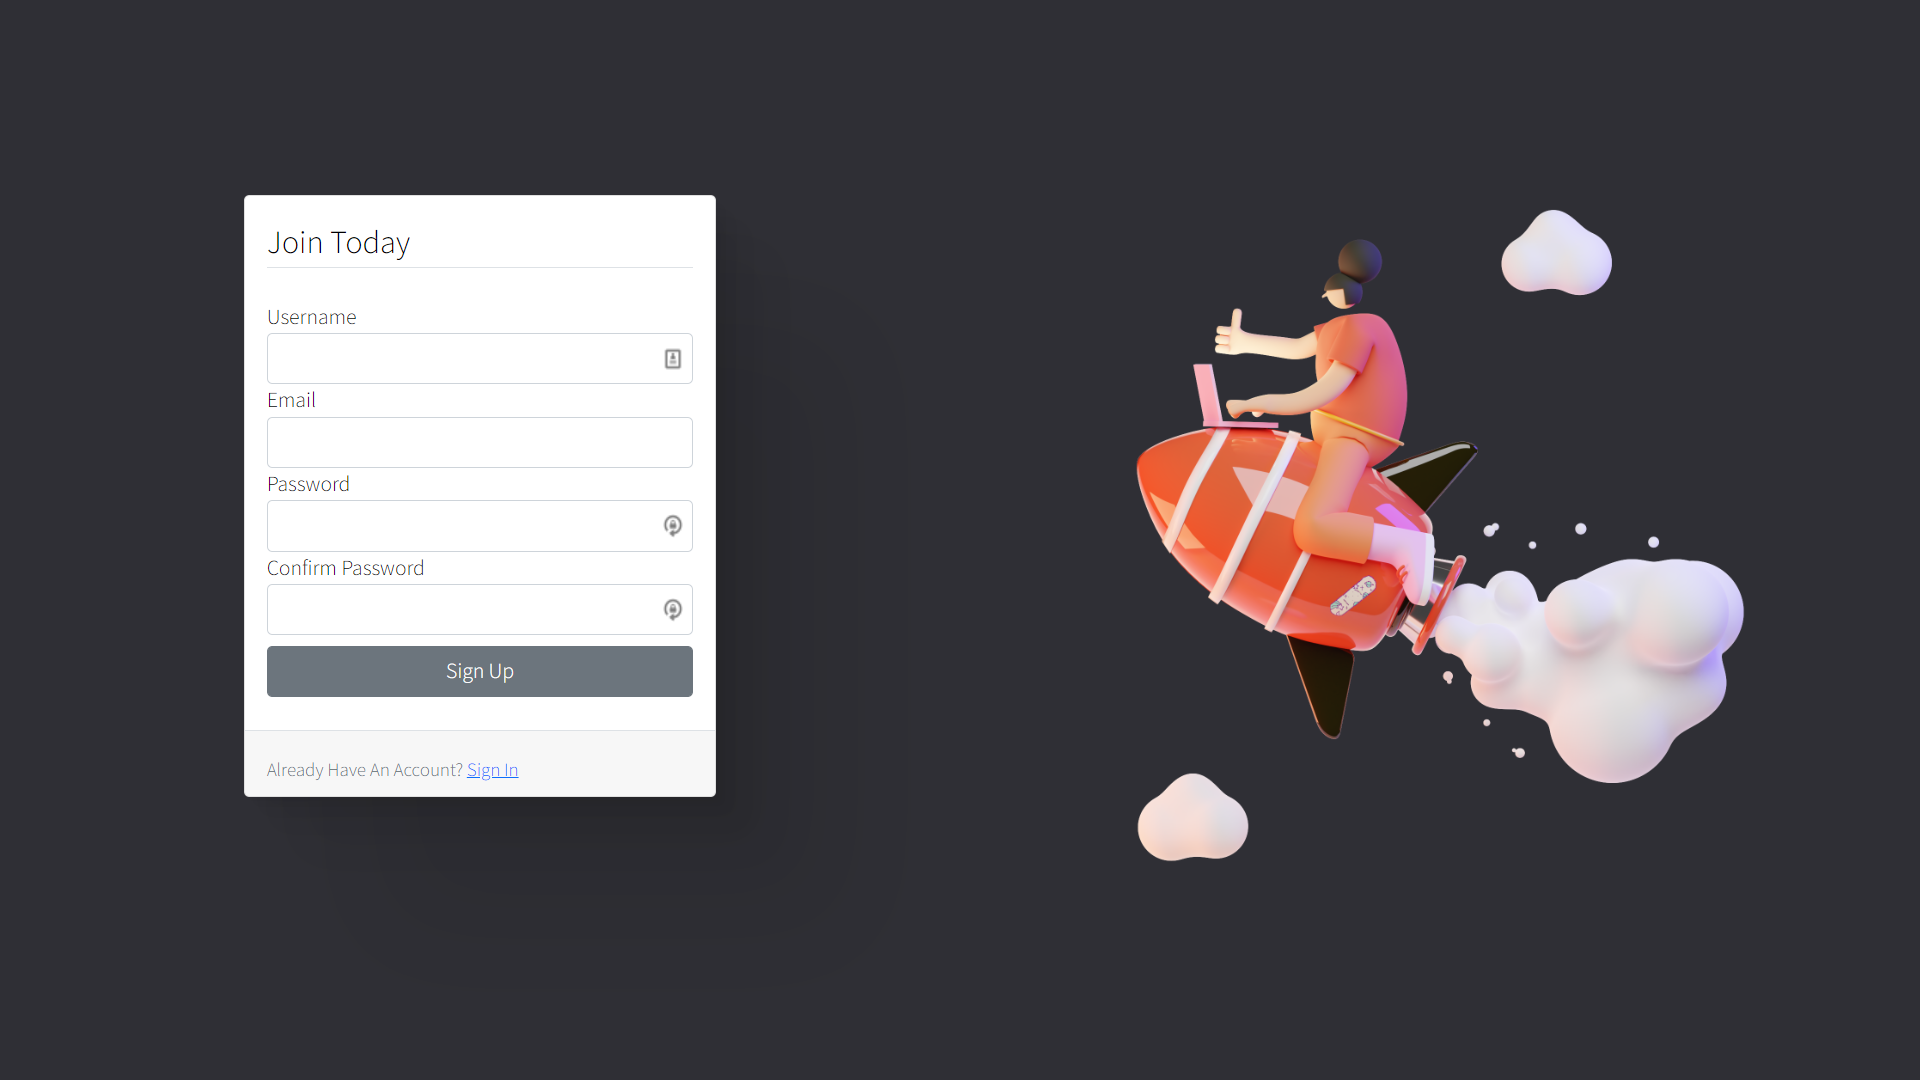 Join Today
Username
Email
Password
Confirm Password
Sign Up
Already Have An Account? Sign In